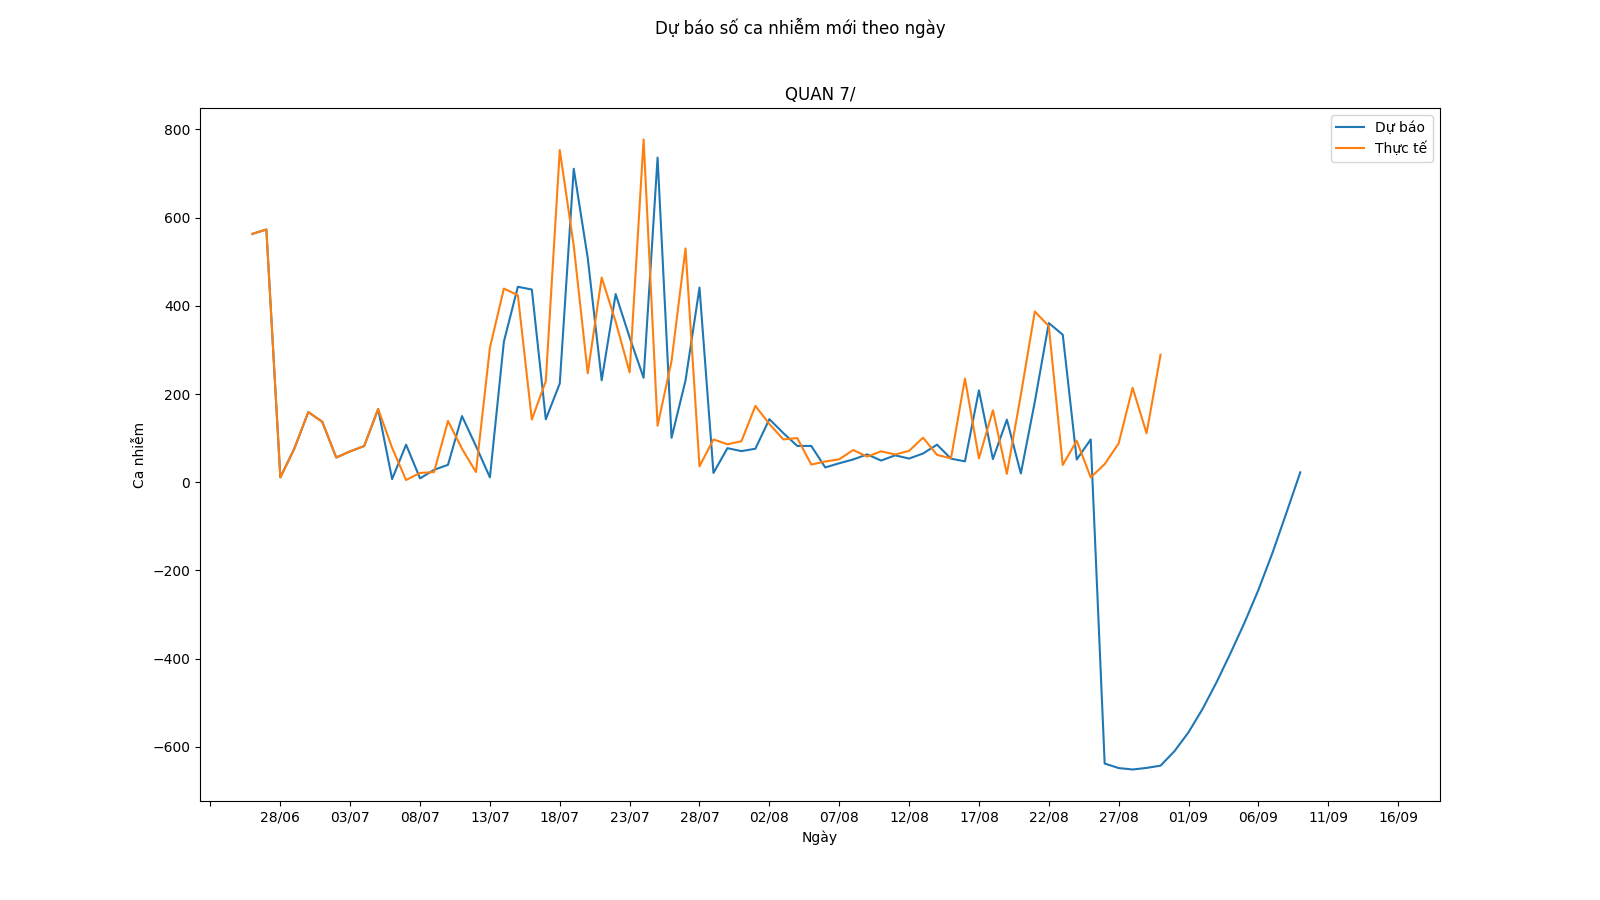 Dự báo số ca nhiễm mới theo ngày
QUAN 7/
Dự báo
Thực tế
800
600
400
200
0
−200
−400
−600
Ca nhiễm
28/06 03/07 08/07 13/07 18/07 23/07 28/07 02/08 07/08 12/08 17/08 22/08 27/08 01/09 06/09 11/09 16/09
Ngày